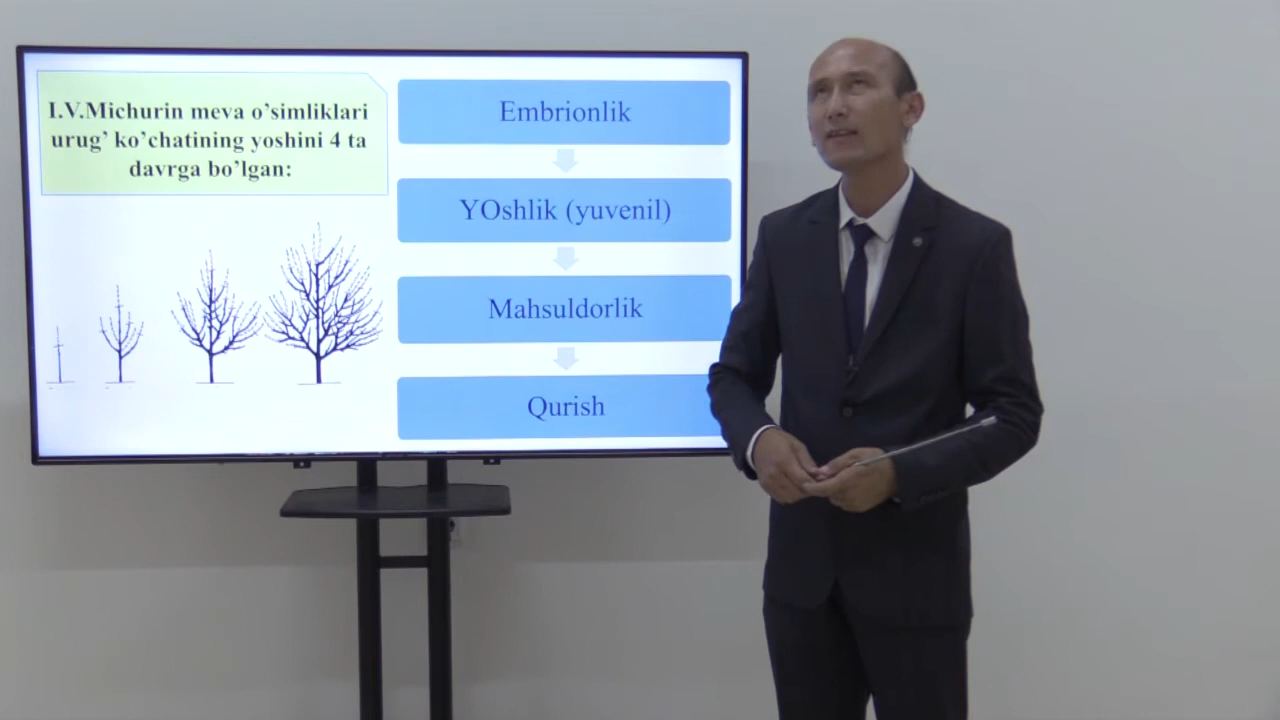 I.V.Michurin meva o’simliklari
urug’ ko’chatining yoshini 4 ta
davrga bo’lgan:
Embrionlik
YOshlik (yuvenil)
Mahsuldorlik
Qurish